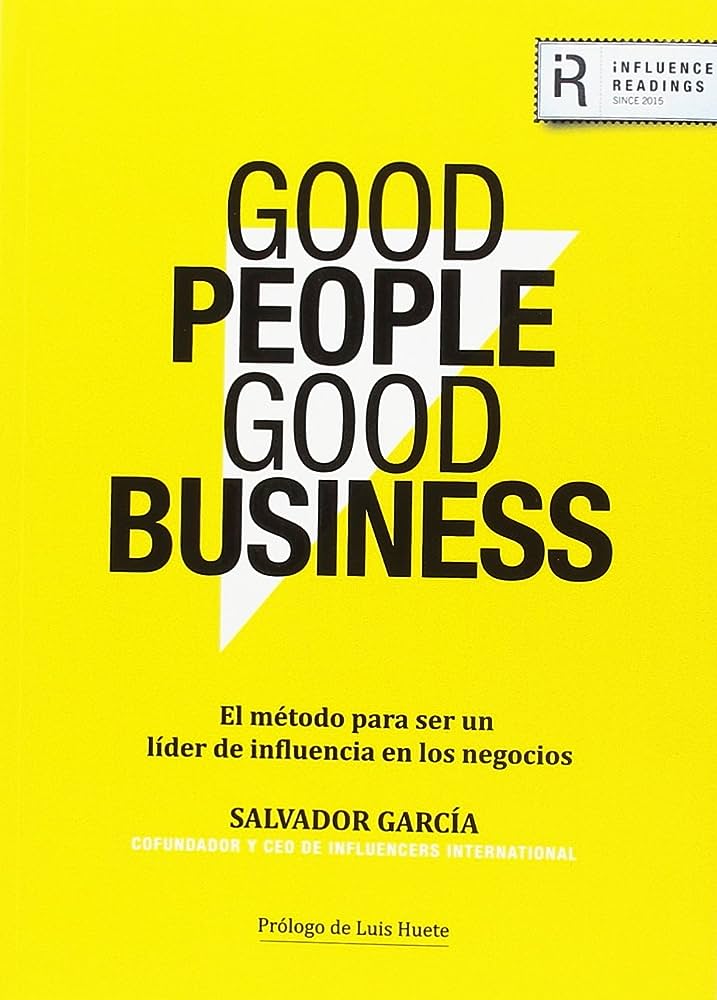 iNFLUENCE
READINGS
SINCE 2015
GOOD
PEOPLE
GOOD
BUSINESS
El método para ser un
líder de influencia en los negocios
SALVADOR GARCÍA
COFUNDADOR Y CEO DE INFLUENCERS INTERNATIONAL
Prólogo de Luis Huete